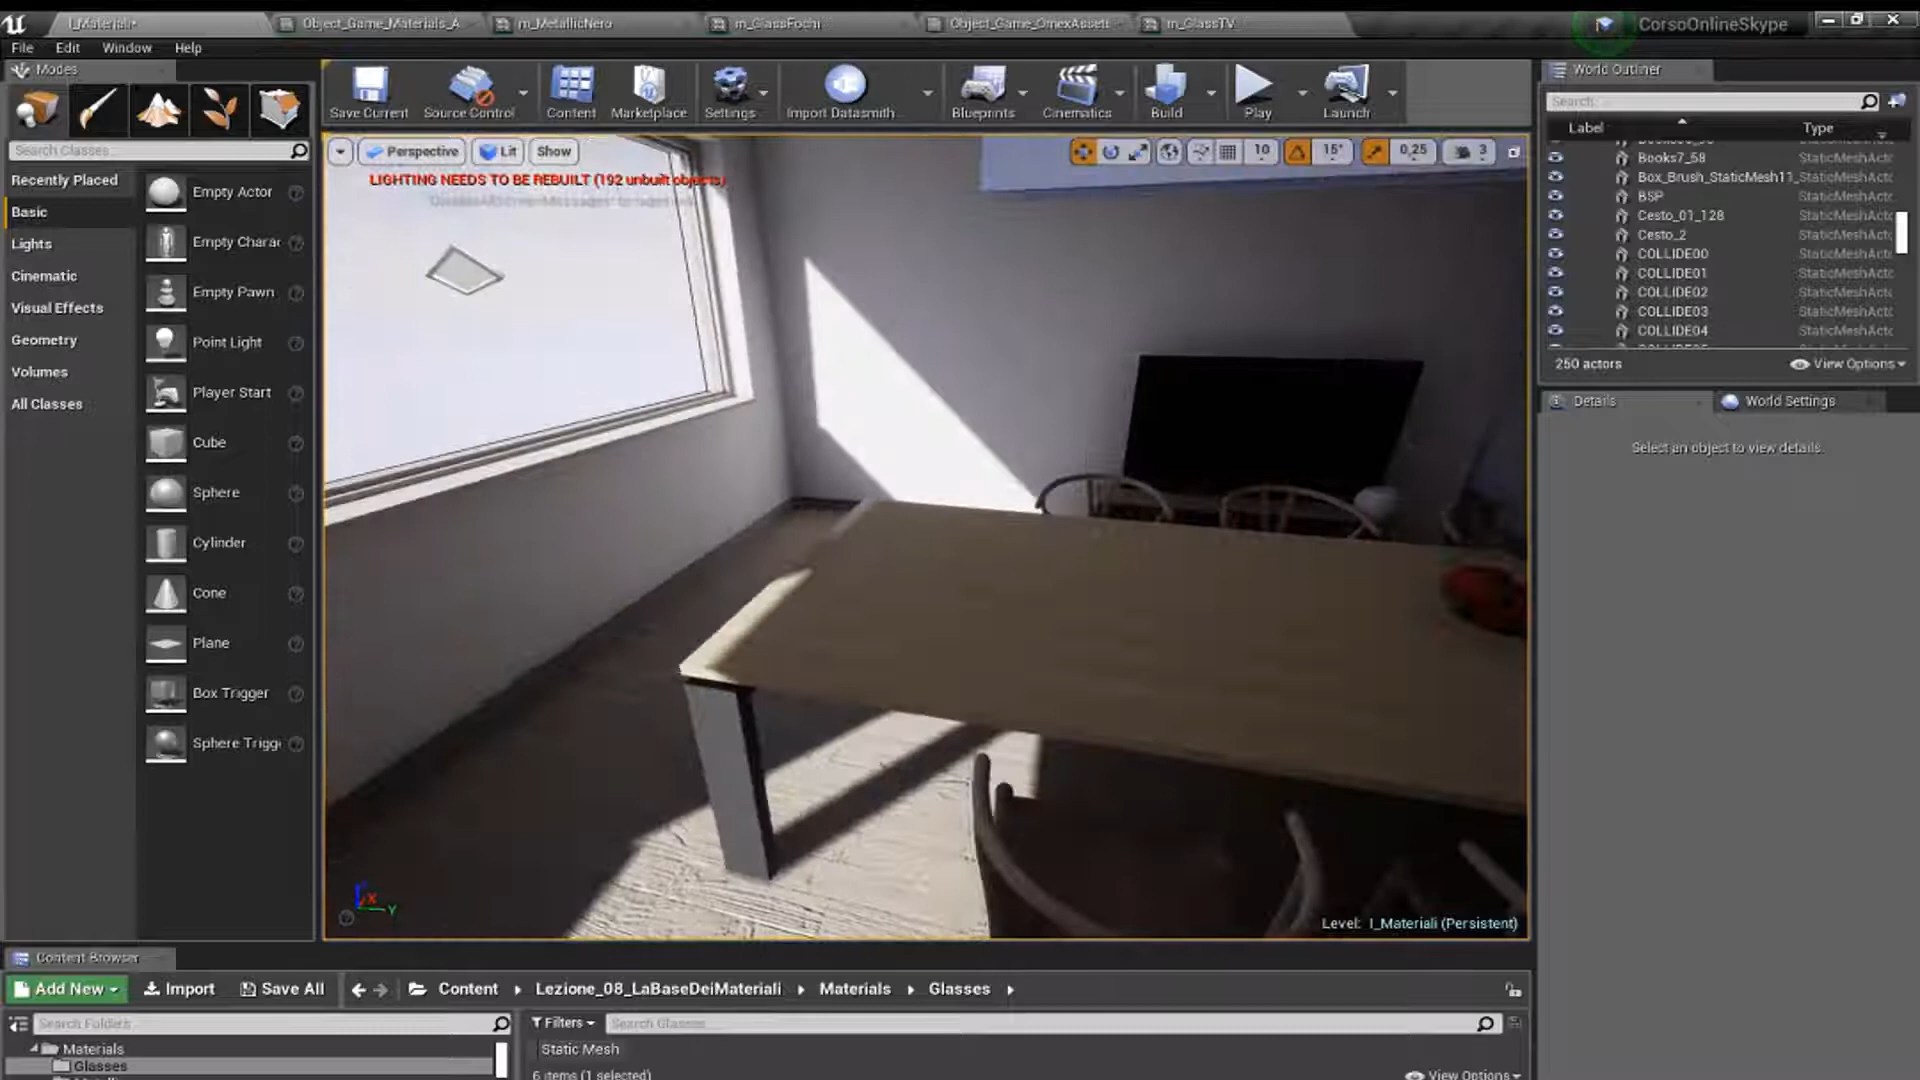 I_Materiali*
Object_Game_Materials_A
m_MetallicNero
m_GlassFochi
Object_Game_OmexAsseti
m_GlassTV
CorsoOnlineSkype
File
Edit
Window
Help
Modes
Search Classes
Recently Placed
Basic
Lights
Cinematic
Visual Effects
Geometry
Volumes
All Classes
Empty Actor
Empty Charac
Empty Pawn
Point Light
Player Start
Cube
Sphere
Cylinder
Cone
Plane
Box Trigger
Sphere Trigge
Save Current
Source Control
Content
Marketplace
Settings
Import Datasmith
Blueprints
Cinematics
Build
Play
Launch
Perspective
Lit
Show
10
15°
0,25
3
LIGHTING NEEDS TO BE REBUILT (192 unbuilt objects)
Level: I_Materiali (Persistent)
World Outliner
Search...
Label
Type
Books7_58 StaticMeshActo
Box_Brush_StaticMesh11_ StaticMeshActo
BSP StaticMeshActo
Cesto_01_128 StaticMeshActo
Cesto_2 StaticMeshActo
COLLIDE00 StaticMeshActo
COLLIDE01 StaticMeshActo
COLLIDE02 StaticMeshActo
COLLIDE03 StaticMeshActo
COLLIDE04 StaticMeshActo
250 actors
View Options
Details
World Settings
Select an object to view details.
Content Browser
Add New
Import
Save All
Content
Lezione_08_LaBaseDeiMateriali
Materials
Glasses
Search Folders
Filters
Search Glasses
Materials
Glasses
Static Mesh
6 items (1 selected)
View Options